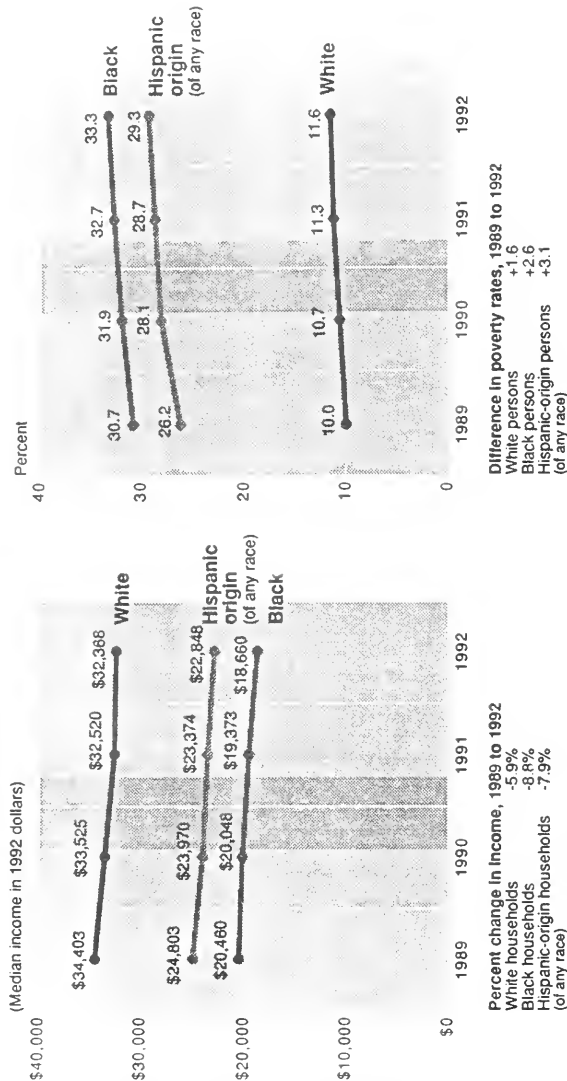 (Median income in 1992 dollars)
$40,000
$30,000
$20,000
$10,000
$0
$34,403
$33,525
$32,520
$32,368
White
$24,803
$23,970
$23,374
$22,848
Hispanic
origin
(of any race)
$20,460
$20,048
$19,373
$18,660
Black
1989
1990
1991
1992
Percent change in income, 1989 to 1992
White households -5.9%
Black households -8.8%
Hispanic-origin households -7.9%
(of any race)
Percent
40
30
20
10
0
30.7
31.9
32.7
33.3
Black
26.2
28.1
28.7
29.3
Hispanic
origin
(of any race)
10.0
10.7
11.3
11.6
White
1989
1990
1991
1992
Difference in poverty rates, 1989 to 1992
White persons +1.6
Black persons +2.6
Hispanic-origin persons +3.1
(of any race)